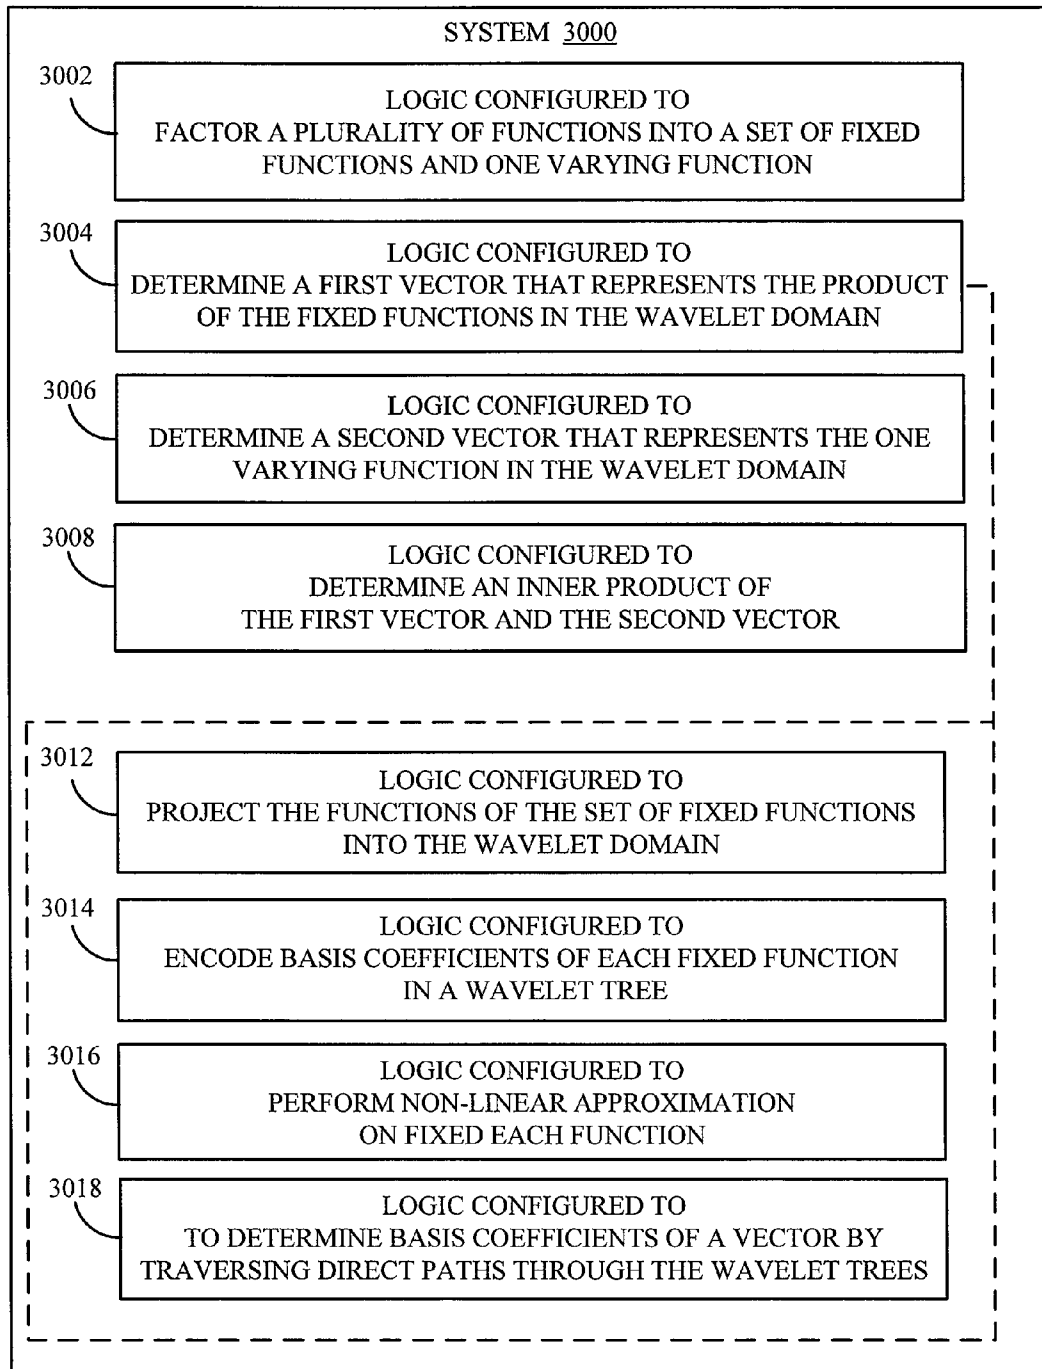 SYSTEM 3000
3002
LOGIC CONFIGURED TO
FACTOR A PLURALITY OF FUNCTIONS INTO A SET OF FIXED
FUNCTIONS AND ONE VARYING FUNCTION
3004
LOGIC CONFIGURED TO
DETERMINE A FIRST VECTOR THAT REPRESENTS THE PRODUCT
OF THE FIXED FUNCTIONS IN THE WAVELET DOMAIN
3006
LOGIC CONFIGURED TO
DETERMINE A SECOND VECTOR THAT REPRESENTS THE ONE
VARYING FUNCTION IN THE WAVELET DOMAIN
3008
LOGIC CONFIGURED TO
DETERMINE AN INNER PRODUCT OF
THE FIRST VECTOR AND THE SECOND VECTOR
3012
LOGIC CONFIGURED TO
PROJECT THE FUNCTIONS OF THE SET OF FIXED FUNCTIONS
INTO THE WAVELET DOMAIN
3014
LOGIC CONFIGURED TO
ENCODE BASIS COEFFICIENTS OF EACH FIXED FUNCTION
IN A WAVELET TREE
3016
LOGIC CONFIGURED TO
PERFORM NON-LINEAR APPROXIMATION
ON FIXED EACH FUNCTION
3018
LOGIC CONFIGURED TO
TO DETERMINE BASIS COEFFICIENTS OF A VECTOR BY
TRAVERSING DIRECT PATHS THROUGH THE WAVELET TREES